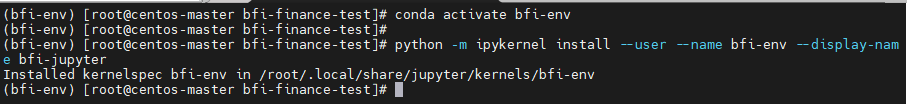 (bfi-env) [root@centos-master bfi-finance-test]# conda activate bfi-env
(bfi-env) [root@centos-master bfi-finance-test]#
(bfi-env) [root@centos-master bfi-finance-test]# python -m ipykernel install --user --name bfi-env --display-nam
e bfi-jupyter
Installed kernelspec bfi-env in /root/.local/share/jupyter/kernels/bfi-env
(bfi-env) [root@centos-master bfi-finance-test]#